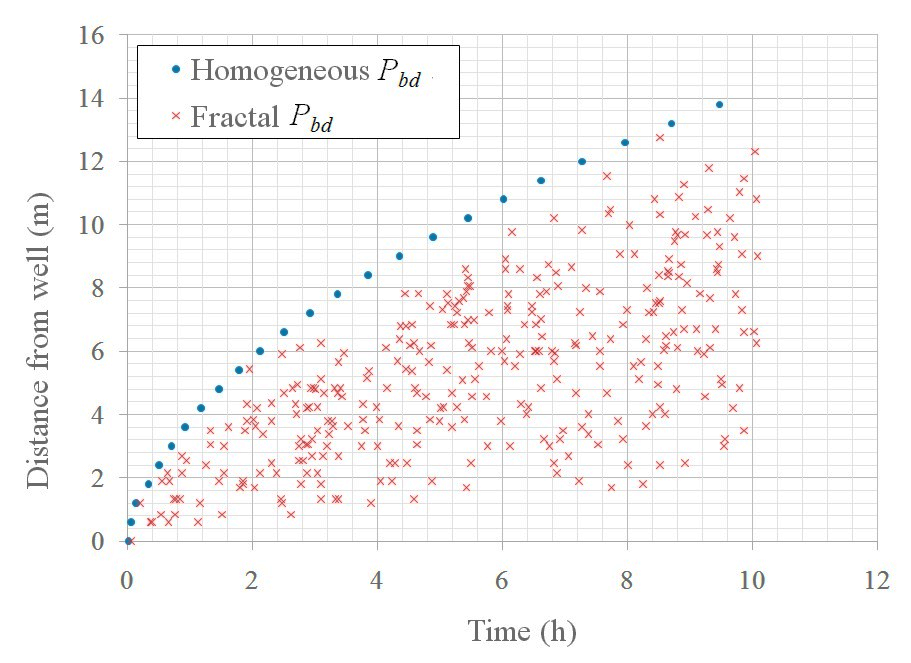 16
14
12
10
8
6
4
2
0
Homogeneous P_bd
Fractal P_bd
Distance from well (m)
0 2 4 6 8 10 12
Time (h)